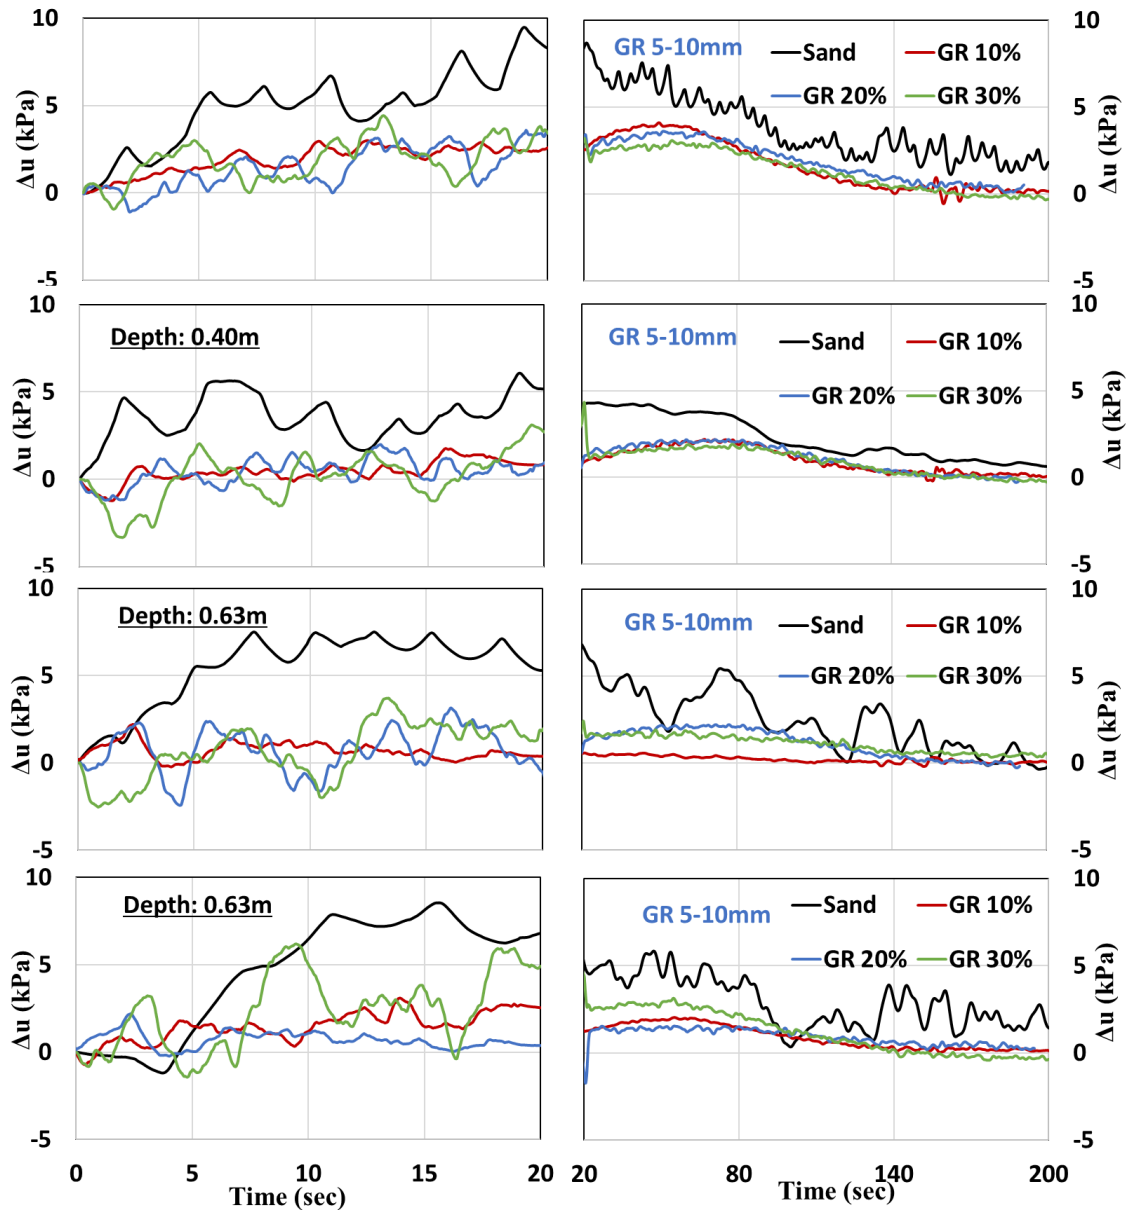 10
5
0
-5
Δu (kPa)
GR 5-10mm
Sand
GR 10%
GR 20%
GR 30%
10
5
0
-5
Δu (kPa)
10
5
0
-5
Δu (kPa)
Depth: 0.40m
GR 5-10mm
Sand
GR 10%
GR 20%
GR 30%
10
5
0
-5
Δu (kPa)
10
5
0
-5
Δu (kPa)
Depth: 0.63m
GR 5-10mm
Sand
GR 10%
GR 20%
GR 30%
10
5
0
-5
Δu (kPa)
10
5
0
-5
Δu (kPa)
Depth: 0.63m
0 5 10 15 20
Time (sec)
GR 5-10mm
Sand
GR 10%
GR 20%
GR 30%
10
5
0
-5
Δu (kPa)
20 80 140 200
Time (sec)